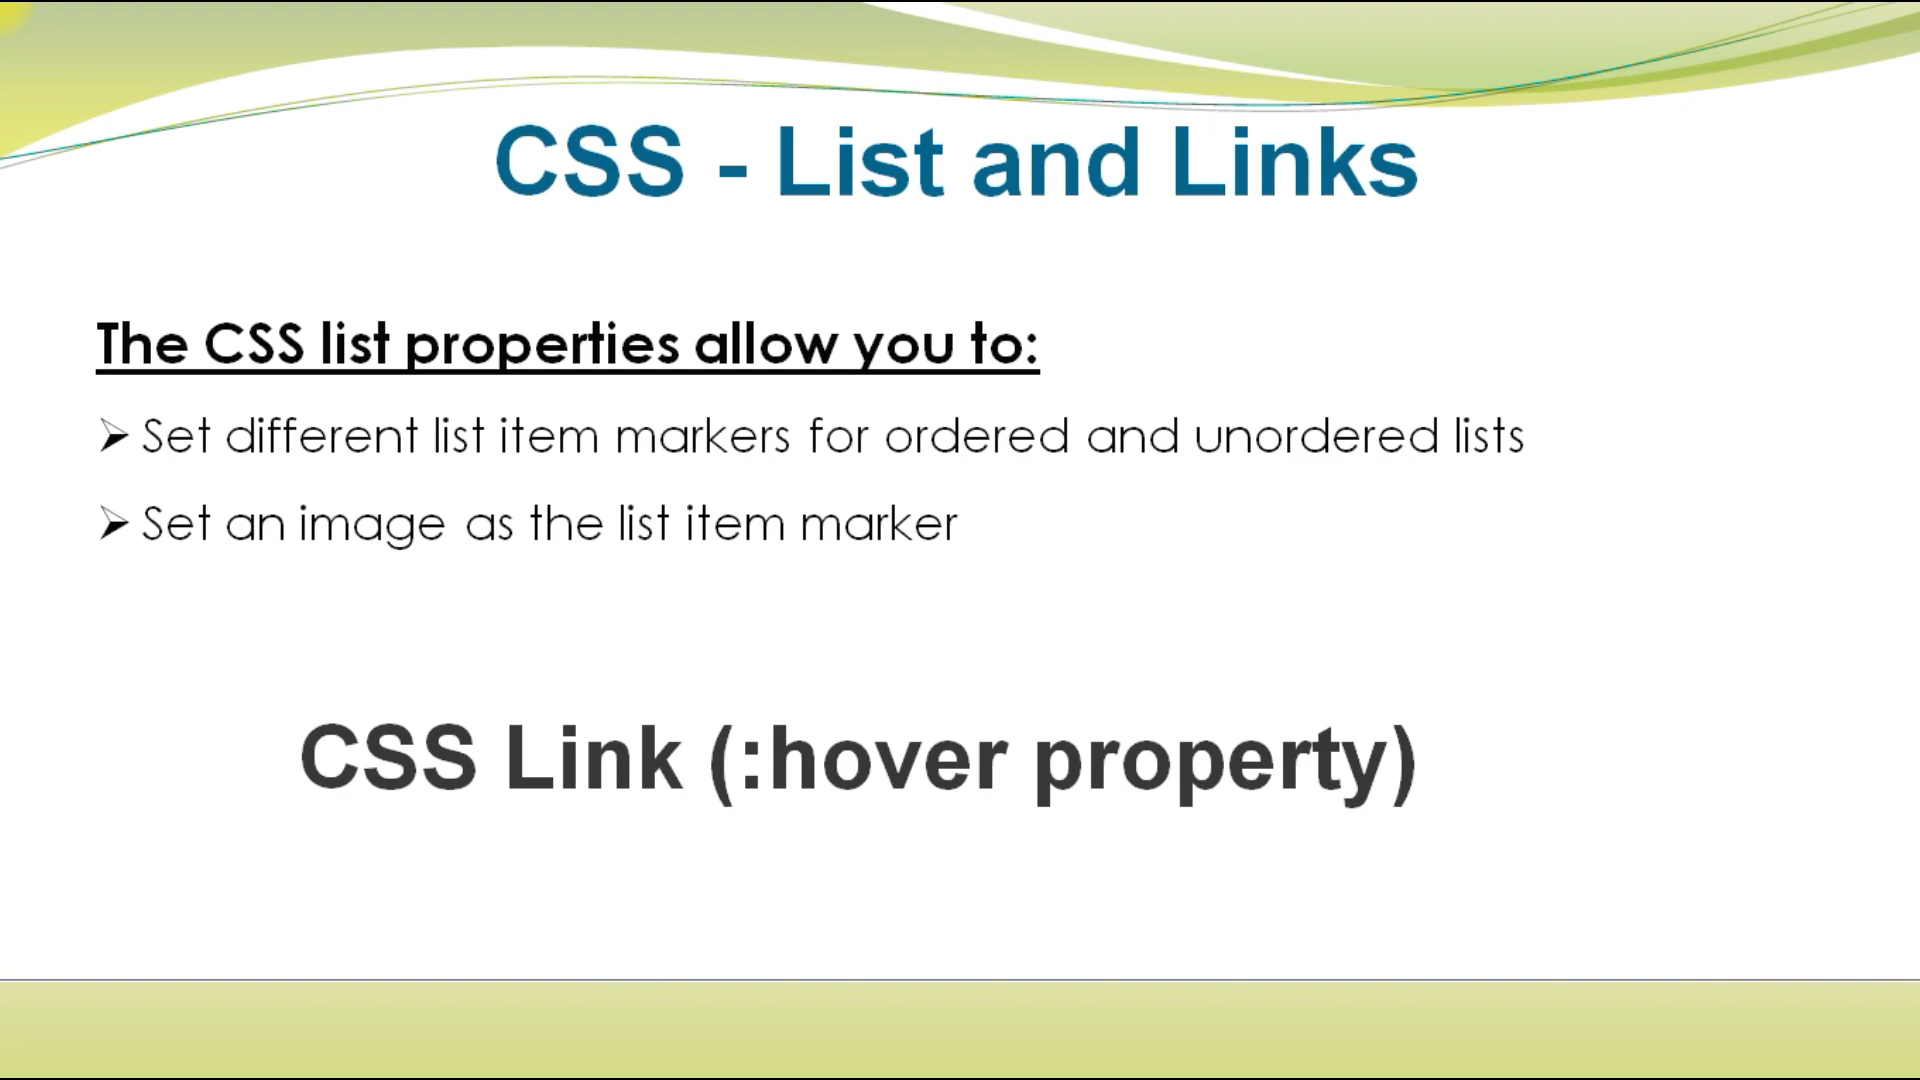 CSS - List and Links
The CSS list properties allow you to:
➢ Set different list item markers for ordered and unordered lists
➢ Set an image as the list item marker
CSS Link (:hover property)